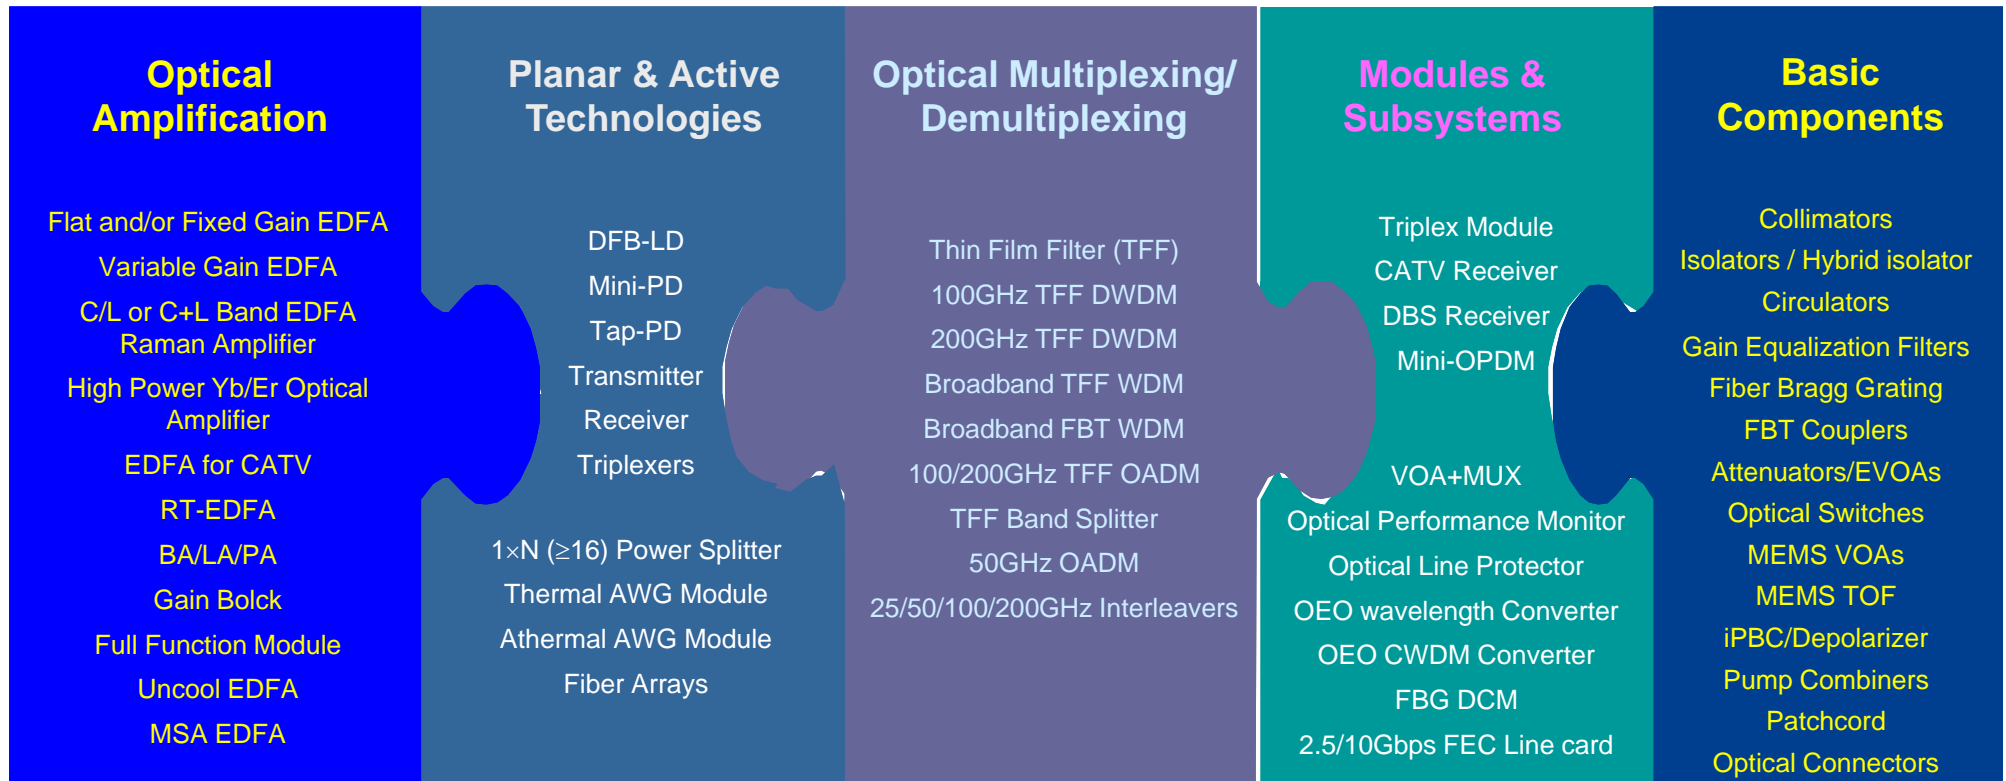 Optical
Amplification
Flat and/or Fixed Gain EDFA
Variable Gain EDFA
C/L or C+L Band EDFA
Raman Amplifier
High Power Yb/Er Optical
Amplifier
EDFA for CATV
RT-EDFA
BA/LA/PA
Gain Bolck
Full Function Module
Uncool EDFA
MSA EDFA
Planar & Active
Technologies
DFB-LD
Mini-PD
Tap-PD
Transmitter
Receiver
Triplexers
1×N (≥16) Power Splitter
Thermal AWG Module
Athermal AWG Module
Fiber Arrays
Optical Multiplexing/
Demultiplexing
Thin Film Filter (TFF)
100GHz TFF DWDM
200GHz TFF DWDM
Broadband TFF WDM
Broadband FBT WDM
100/200GHz TFF OADM
TFF Band Splitter
50GHz OADM
25/50/100/200GHz Interleavers
Modules &
Subsystems
Triplex Module
CATV Receiver
DBS Receiver
Mini-OPDM
VOA+MUX
Optical Performance Monitor
Optical Line Protector
OEO wavelength Converter
OEO CWDM Converter
FBG DCM
2.5/10Gbps FEC Line card
Basic
Components
Collimators
Isolators / Hybrid isolator
Circulators
Gain Equalization Filters
Fiber Bragg Grating
FBT Couplers
Attenuators/EVOAs
Optical Switches
MEMS VOAs
MEMS TOF
iPBC/Depolarizer
Pump Combiners
Patchcord
Optical Connectors